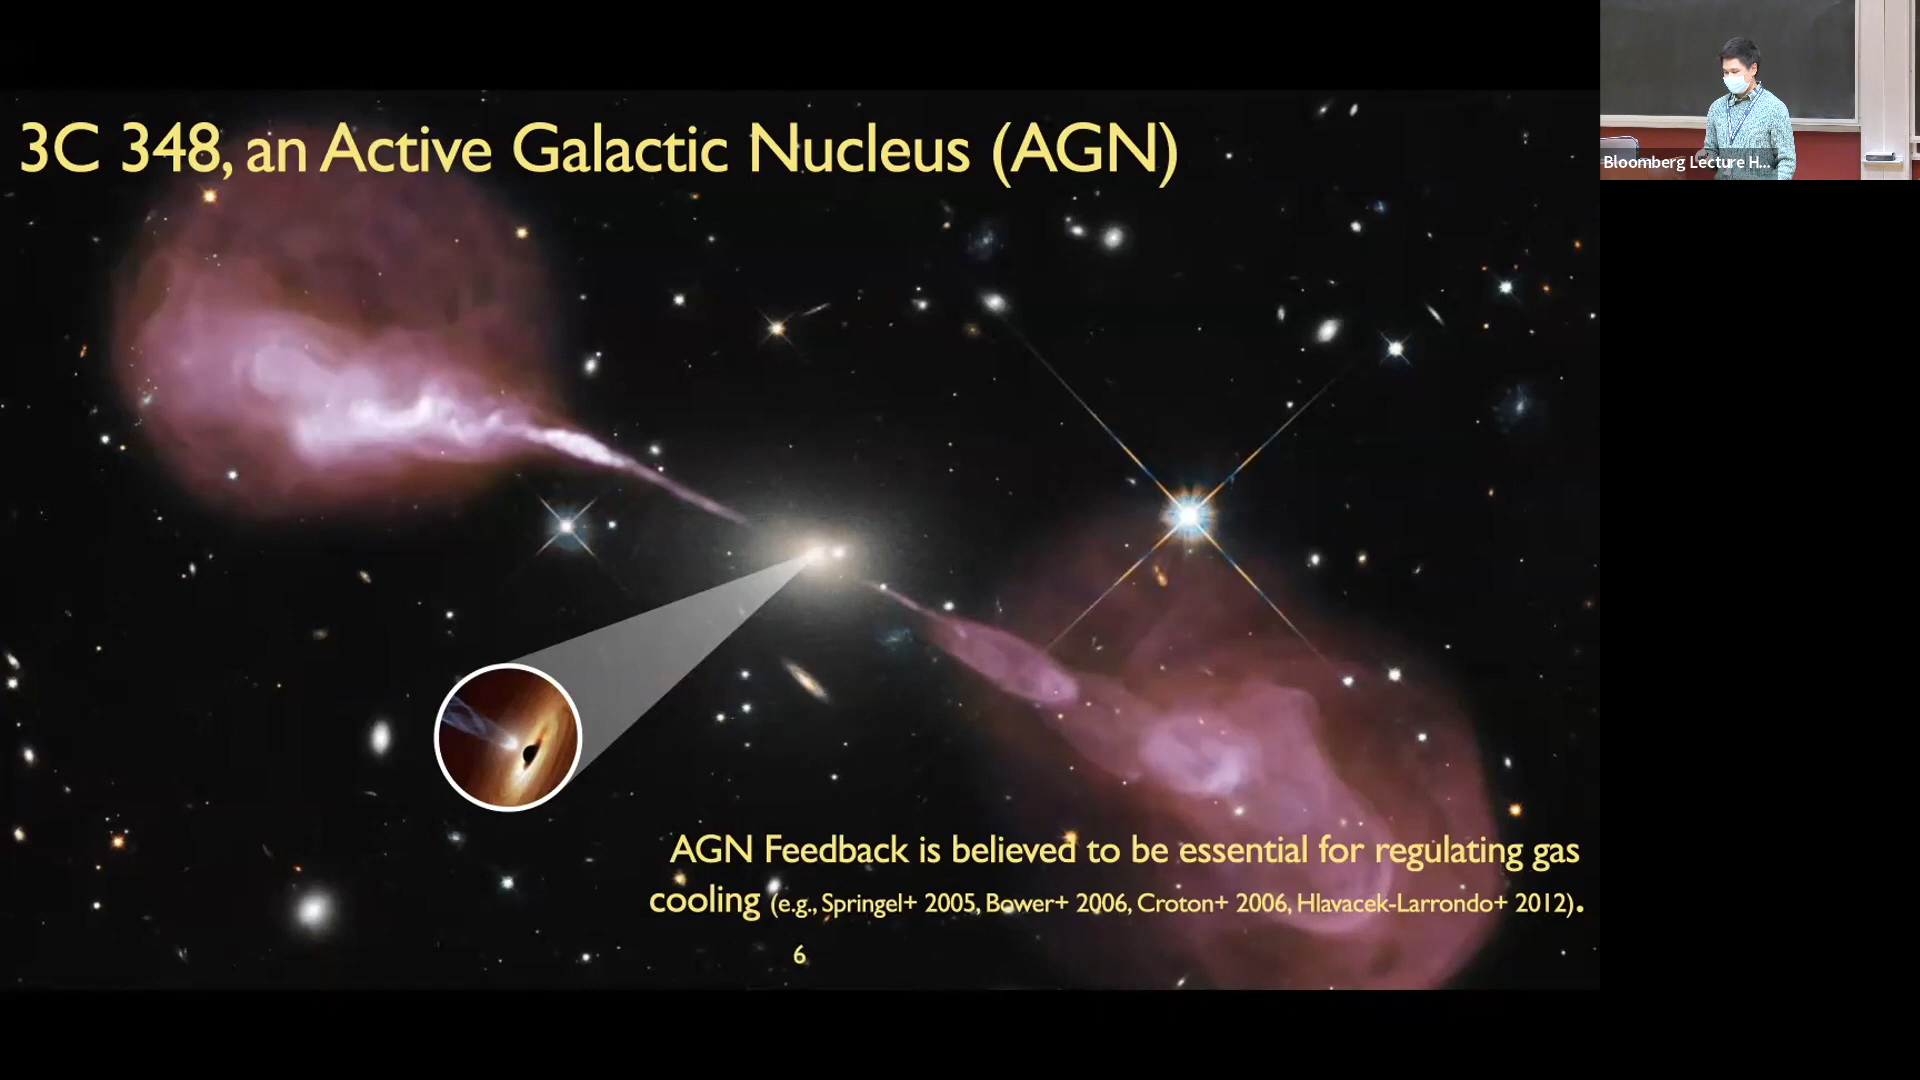 3C 348, an Active Galactic Nucleus (AGN)
Bloomberg Lecture H...
AGN Feedback is believed to be essential for regulating gas
cooling (e.g., Springel+ 2005, Bower+ 2006, Croton+ 2006, Hlavacek-Larrondo+ 2012).
6